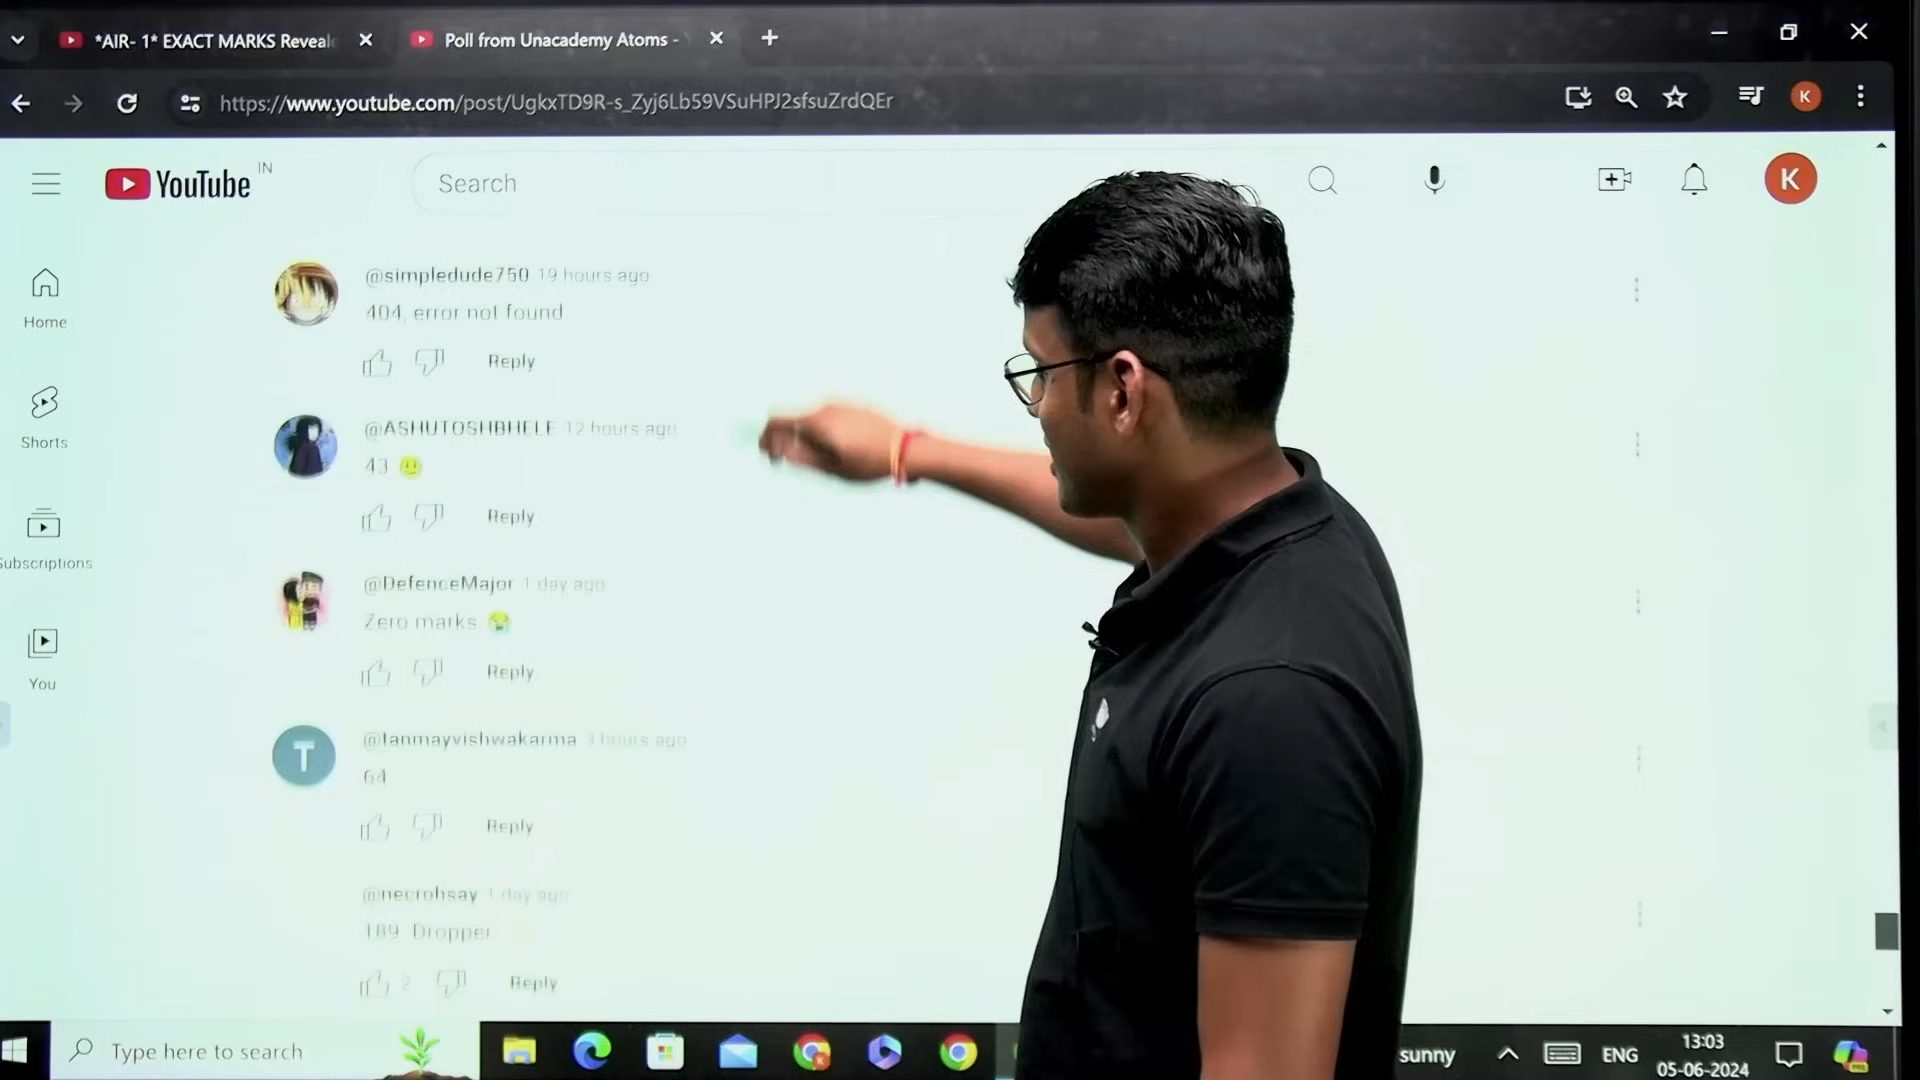 *AIR- 1* EXACT MARKS Reveal
Poll from Unacademy Atoms -
https://www.youtube.com/post/UgkxTD9R-s_Zyj6Lb59VSuHPJ2sfsuZrdQEr
K
YouTube IN
Search
K
Home
Shorts
Subscriptions
You
@simpledude750 19 hours ago
404, error not found
Reply
@ASHUTOSHBHELE 12 hours ago
43
Reply
@DefenceMajor 1 day ago
Zero marks
Reply
T
@tanmayvishwakarma 3 hours ago
64
Reply
@necrohsay 1 day ago
189 Dropper
2
Reply
Type here to search
sunny
ENG
13:03
05-06-2024